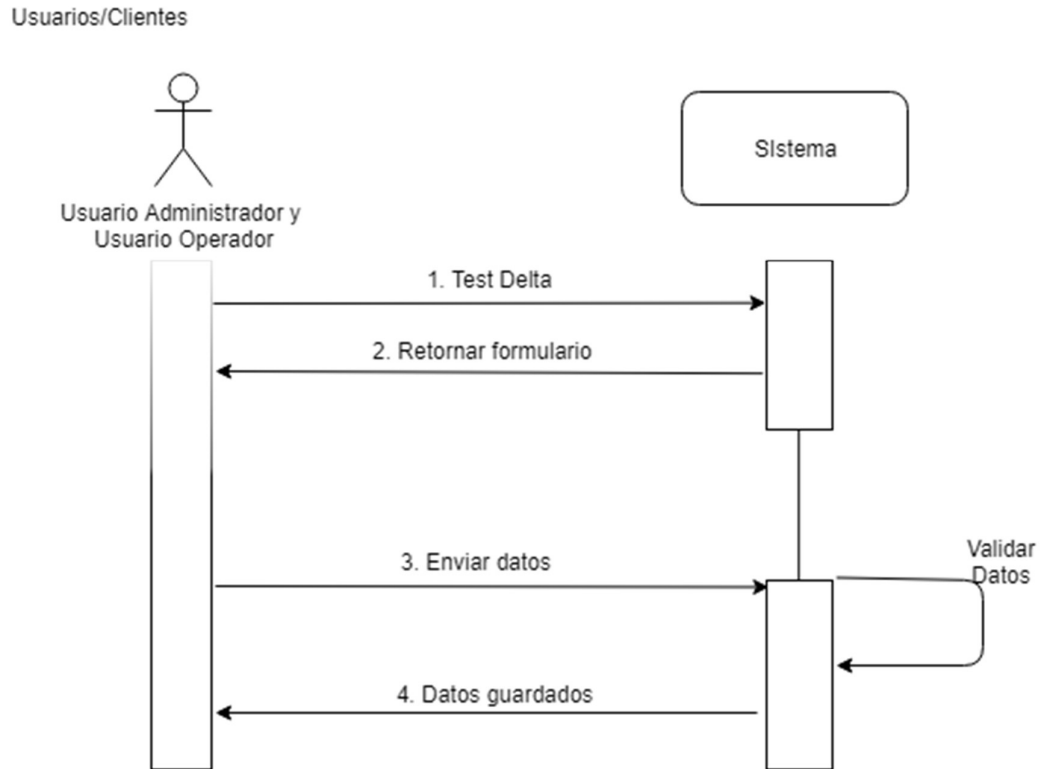 Usuarios/Clientes
SIstema
Usuario Administrador y
Usuario Operador
1. Test Delta
2. Retornar formulario
3. Enviar datos
Validar
Datos
4. Datos guardados